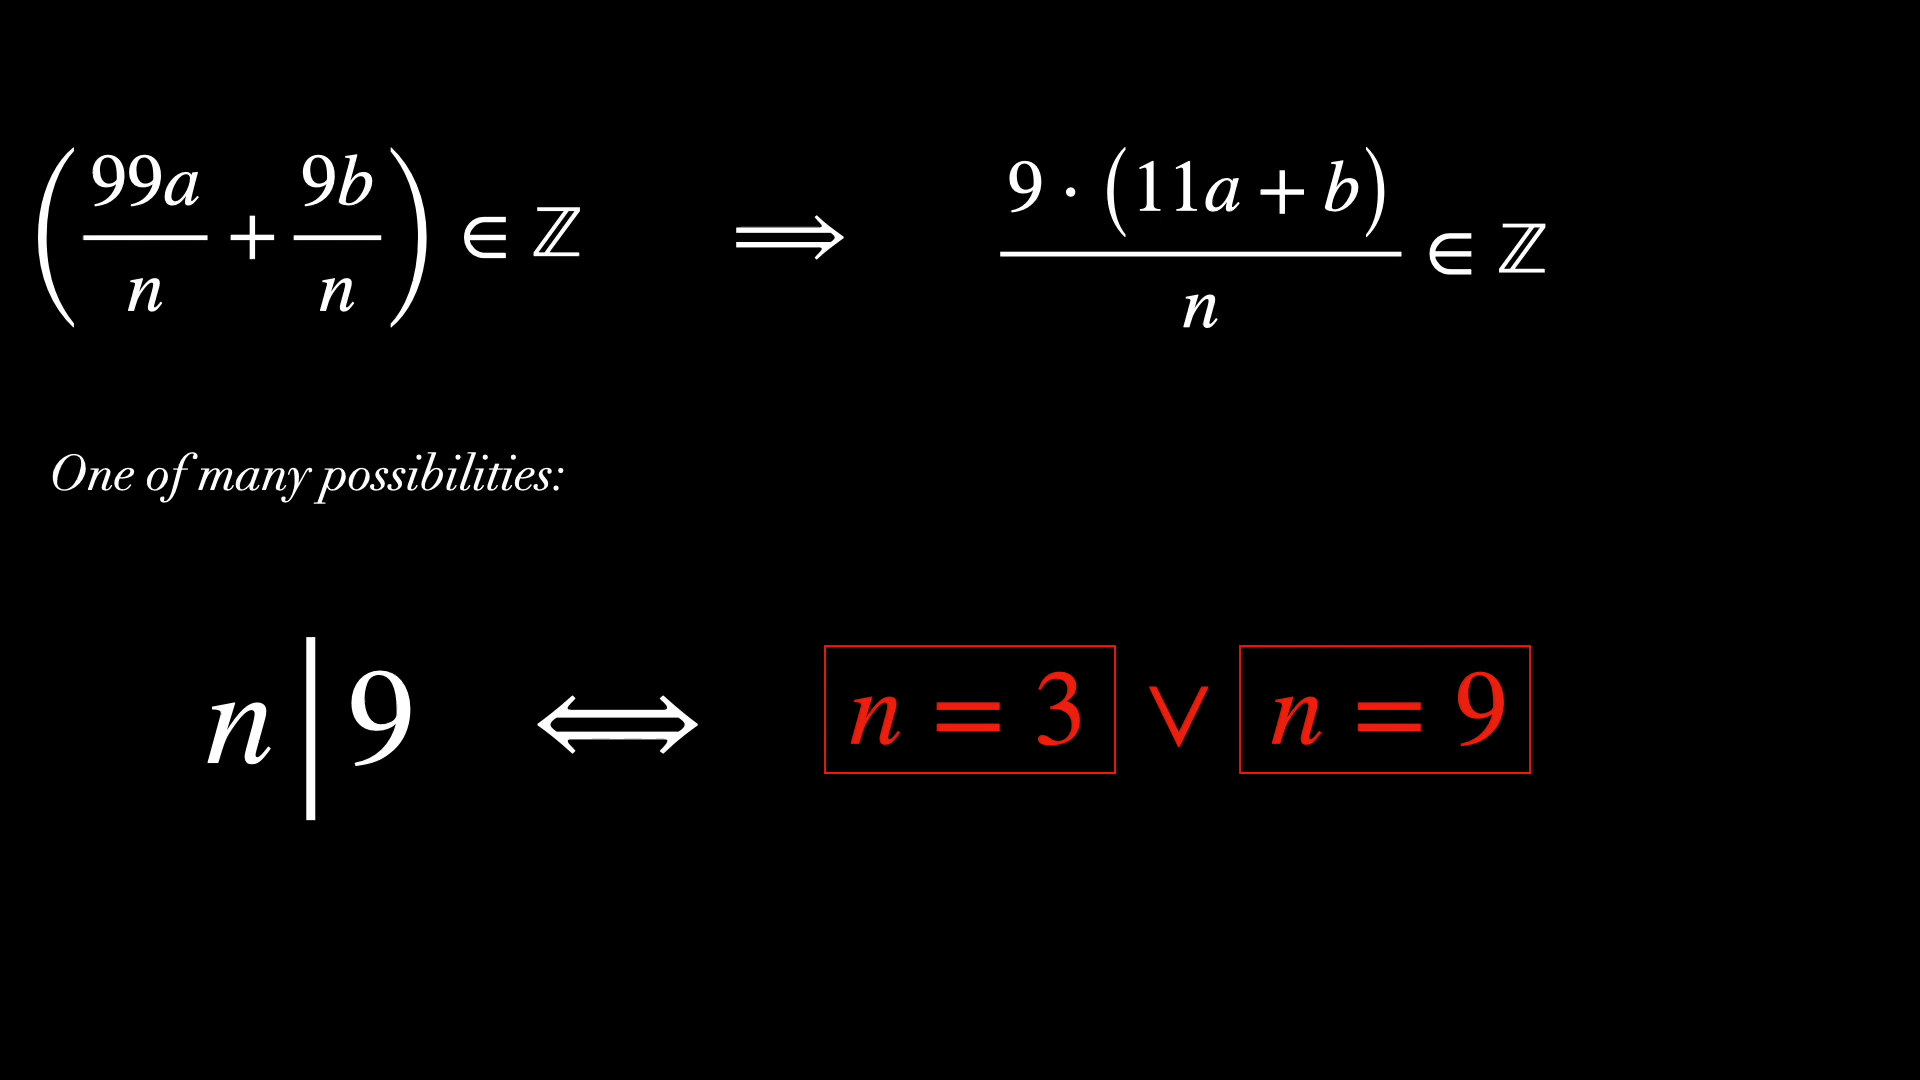 (99a/n + 9b/n) ∈ ℤ ⟹ 9 · (11a + b)/n ∈ ℤ
One of many possibilities:
n | 9 ⟺ n = 3 ∨ n = 9